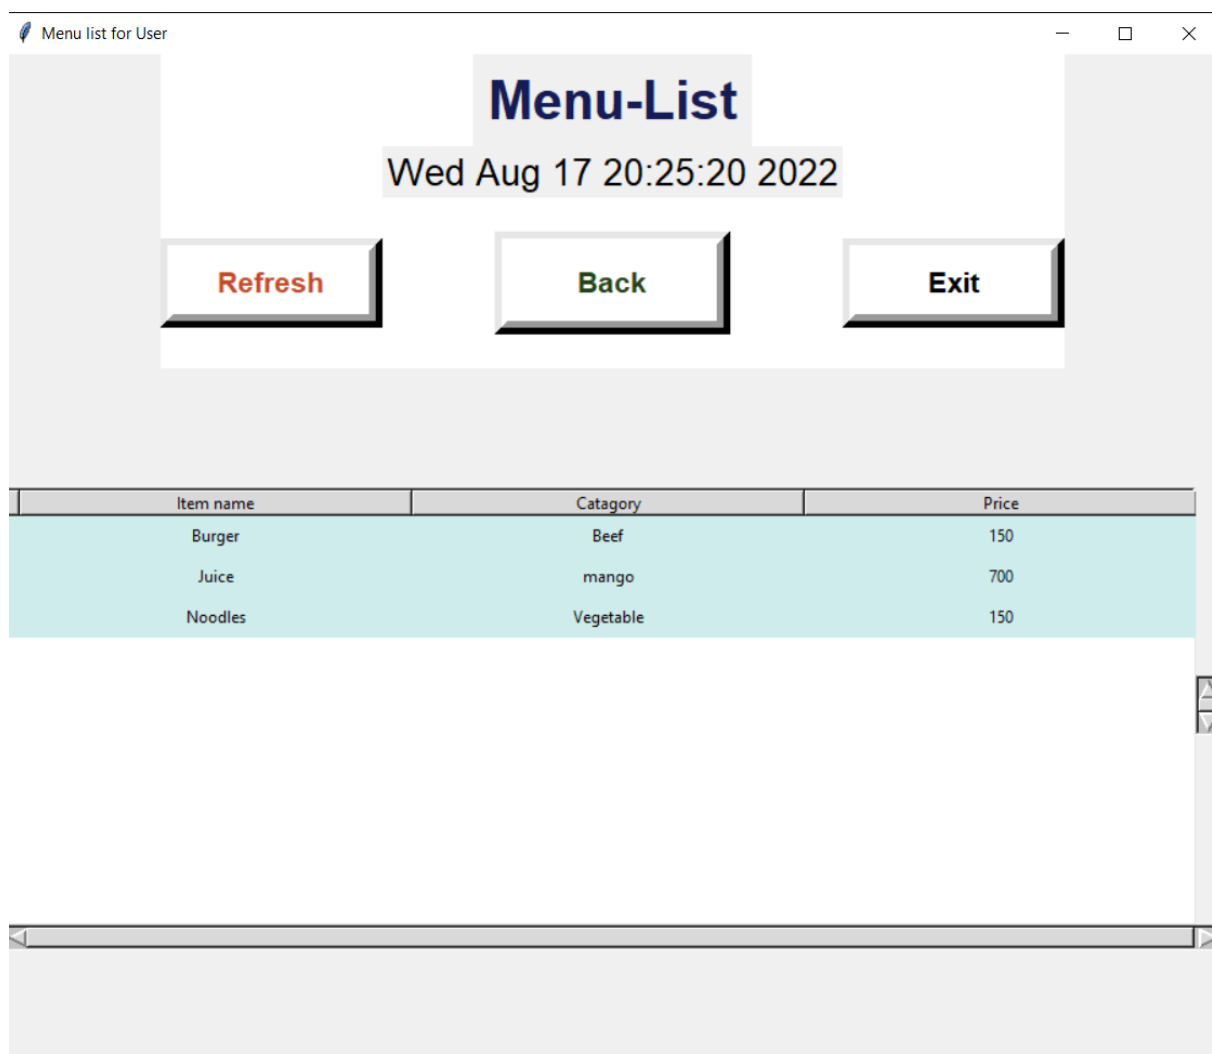 Menu list for User
Menu-List
Wed Aug 17 20:25:20 2022
Refresh Back Exit
Item name Catagory Price
Burger Beef 150
Juice mango 700
Noodles Vegetable 150